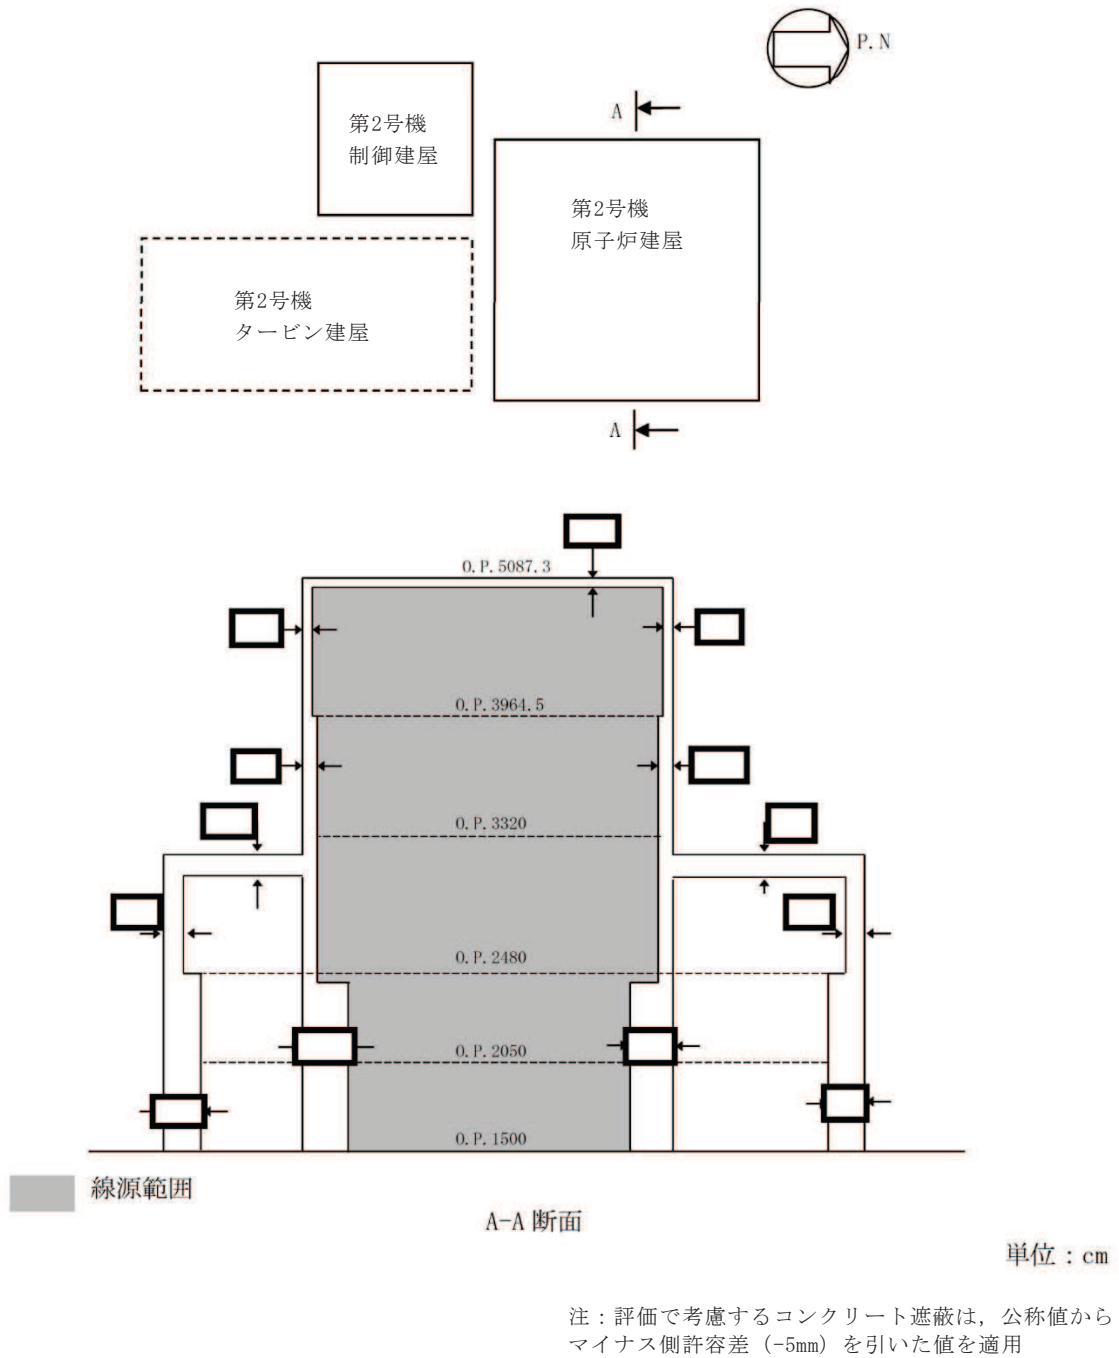 P.N
A
第2号機
制御建屋
第2号機
原子炉建屋
第2号機
タービン建屋
A
O.P.5087.3
O.P.3964.5
O.P.3320
O.P.2480
O.P.2050
O.P.1500
線源範囲
A-A 断面
単位：cm
注：評価で考慮するコンクリート遮蔽は，公称値から
マイナス側許容差（-5mm）を引いた値を適用